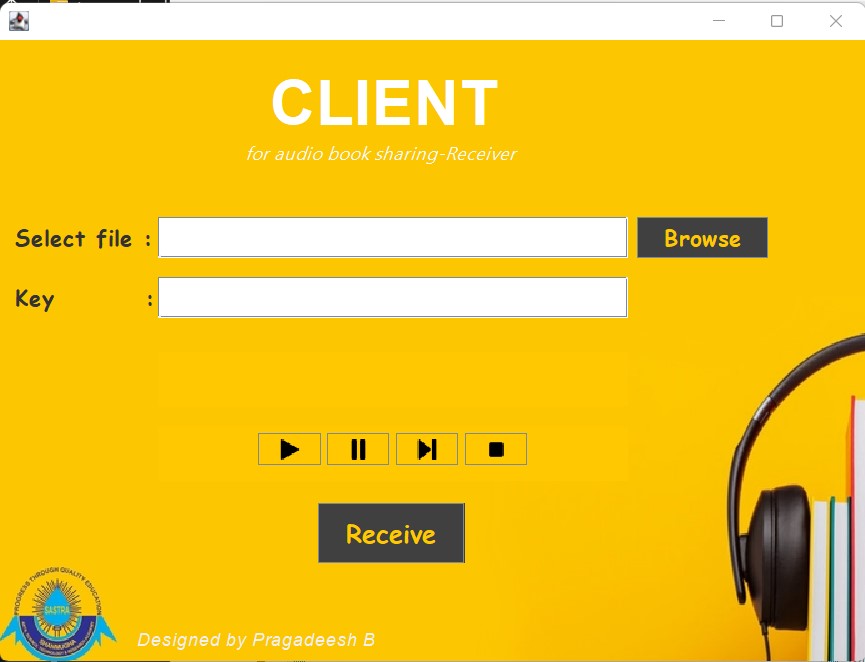 CLIENT
for audio book sharing-Receiver
Select file :
Browse
Key :
Receive
PROGRESS THROUGH QUALITY EDUCATION
SASTRA
SHANMUGHA
Designed by Pragadeesh B